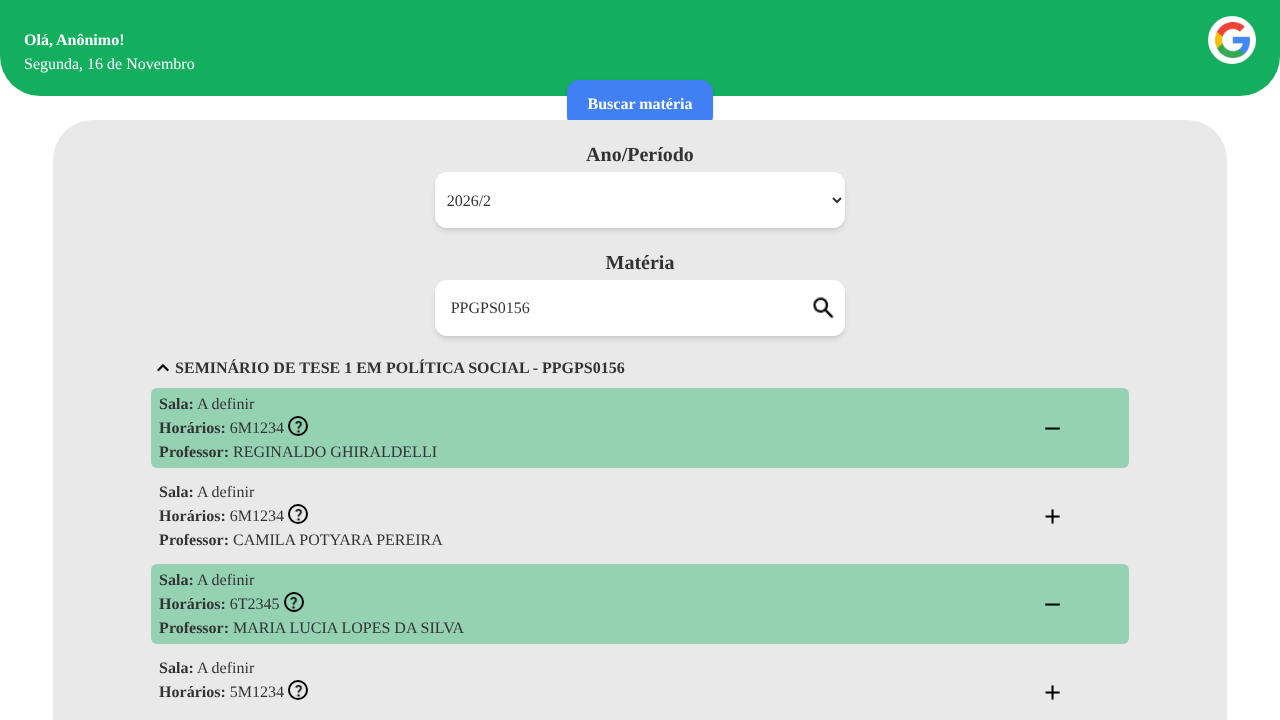 Olá, Anônimo!
Segunda, 16 de Novembro
Buscar matéria
Ano/Período
2026/2
Matéria
PPGPS0156
SEMINÁRIO DE TESE 1 EM POLÍTICA SOCIAL - PPGPS0156
Sala: A definir
Horários: 6M1234
Professor: REGINALDO GHIRALDELLI
Sala: A definir
Horários: 6M1234
Professor: CAMILA POTYARA PEREIRA
Sala: A definir
Horários: 6T2345
Professor: MARIA LUCIA LOPES DA SILVA
Sala: A definir
Horários: 5M1234